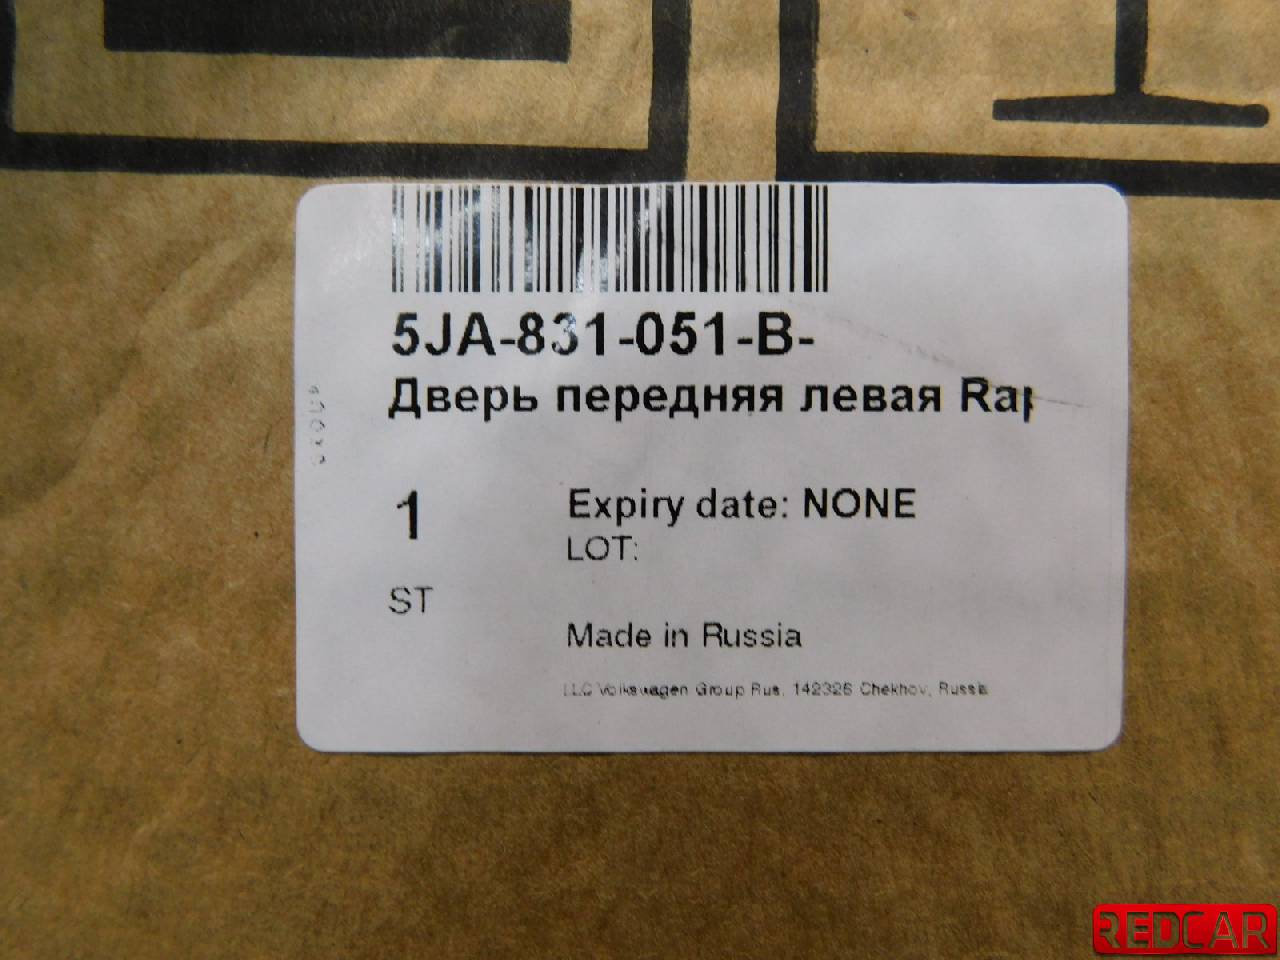 5JA-831-051-B-
Дверь передняя левая Rap
1
Expiry date: NONE
LOT:
ST
Made in Russia
LLC Volkswagen Group Rus, 142326 Chekhov, Russia
REDCAR